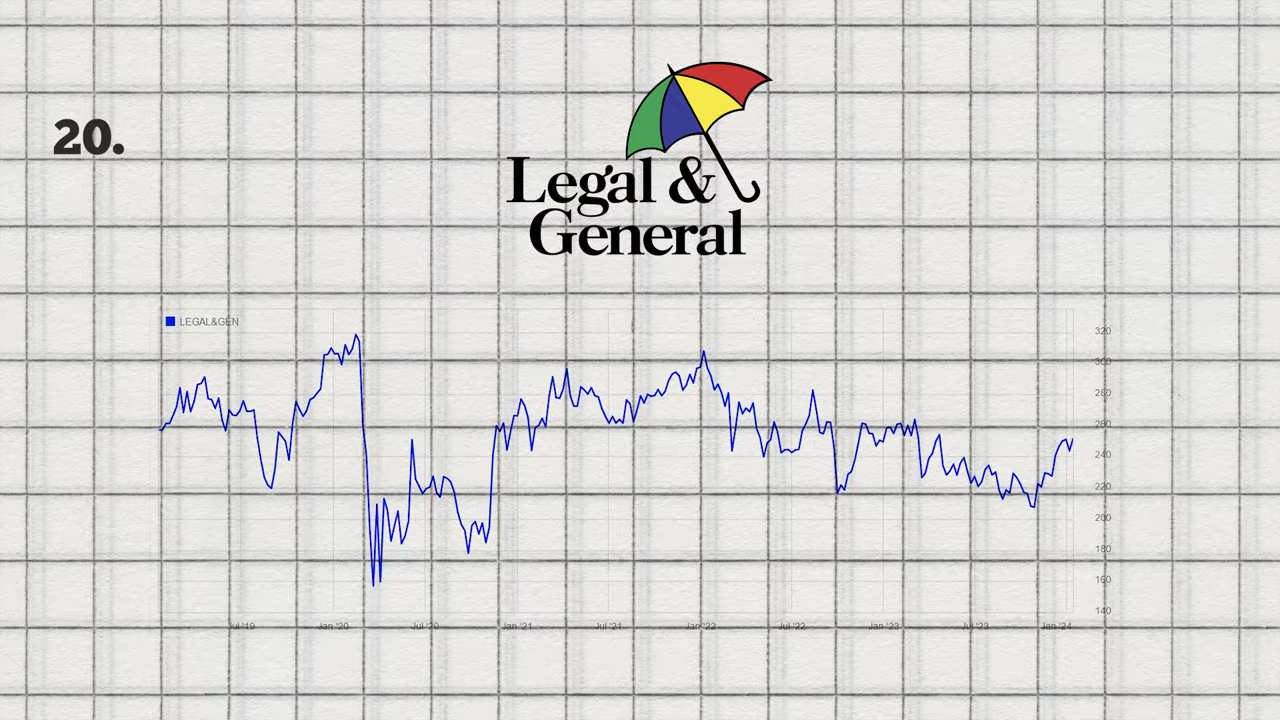 20.
Legal &
General
LEGAL&GEN
320
300
280
260
240
220
200
180
160
140
Jul '19
Jan '20
Jul '20
Jan '21
Jul '21
Jan '22
Jul '22
Jan '23
Jul '23
Jan '24